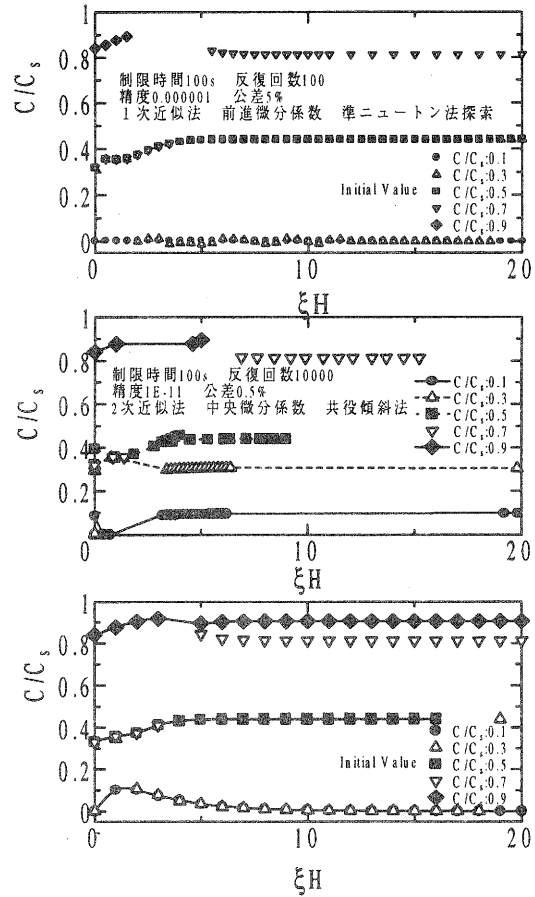 1
0.8
0.6
0.4
0.2
0
C/Cs
制限時間100s 反復回数100
精度0.000001 公差5%
1次近似法 前進微分係数 準ニュートン法探索
Initial Value
C/Cs:0.1
C/Cs:0.3
C/Cs:0.5
C/Cs:0.7
C/Cs:0.9
0 10 20
ξH
1
0.8
0.6
0.4
0.2
C/Cs
制限時間100s 反復回数10000
精度1E-11 公差0.5%
2次近似法 中央微分係数 共役傾斜法
C/Cs:0.1
C/Cs:0.3
C/Cs:0.5
C/Cs:0.7
C/Cs:0.9
0 10 20
ξH
1
0.8
0.6
0.4
0.2
0
C/Cs
Initial Value
C/Cs:0.1
C/Cs:0.3
C/Cs:0.5
C/Cs:0.7
C/Cs:0.9
0 10 20
ξH